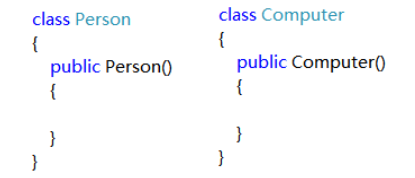 class Person
{
public Person()
{
}
}
class Computer
{
public Computer()
{
}
}